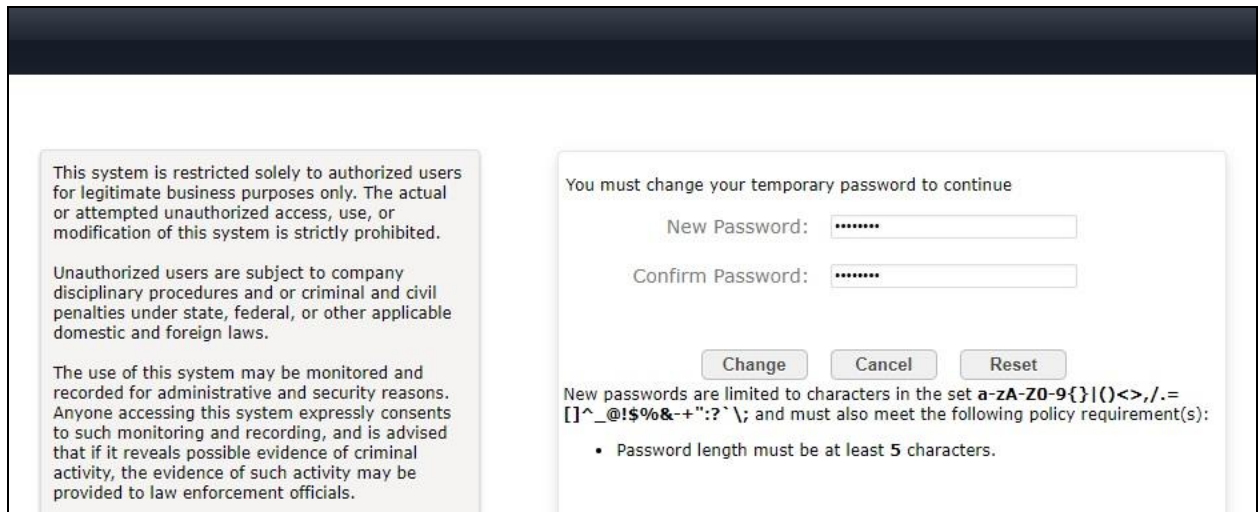 This system is restricted solely to authorized users
for legitimate business purposes only. The actual
or attempted unauthorized access, use, or
modification of this system is strictly prohibited.
Unauthorized users are subject to company
disciplinary procedures and or criminal and civil
penalties under state, federal, or other applicable
domestic and foreign laws.
The use of this system may be monitored and
recorded for administrative and security reasons.
Anyone accessing this system expressly consents
to such monitoring and recording, and is advised
that if it reveals possible evidence of criminal
activity, the evidence of such activity may be
provided to law enforcement officials.
You must change your temporary password to continue
New Password: ••••••••
Confirm Password: ••••••••
Change Cancel Reset
New passwords are limited to characters in the set a-zA-Z0-9{}|()<>,/.=
[]^_@!$%&-+":?`\; and must also meet the following policy requirement(s):
• Password length must be at least 5 characters.